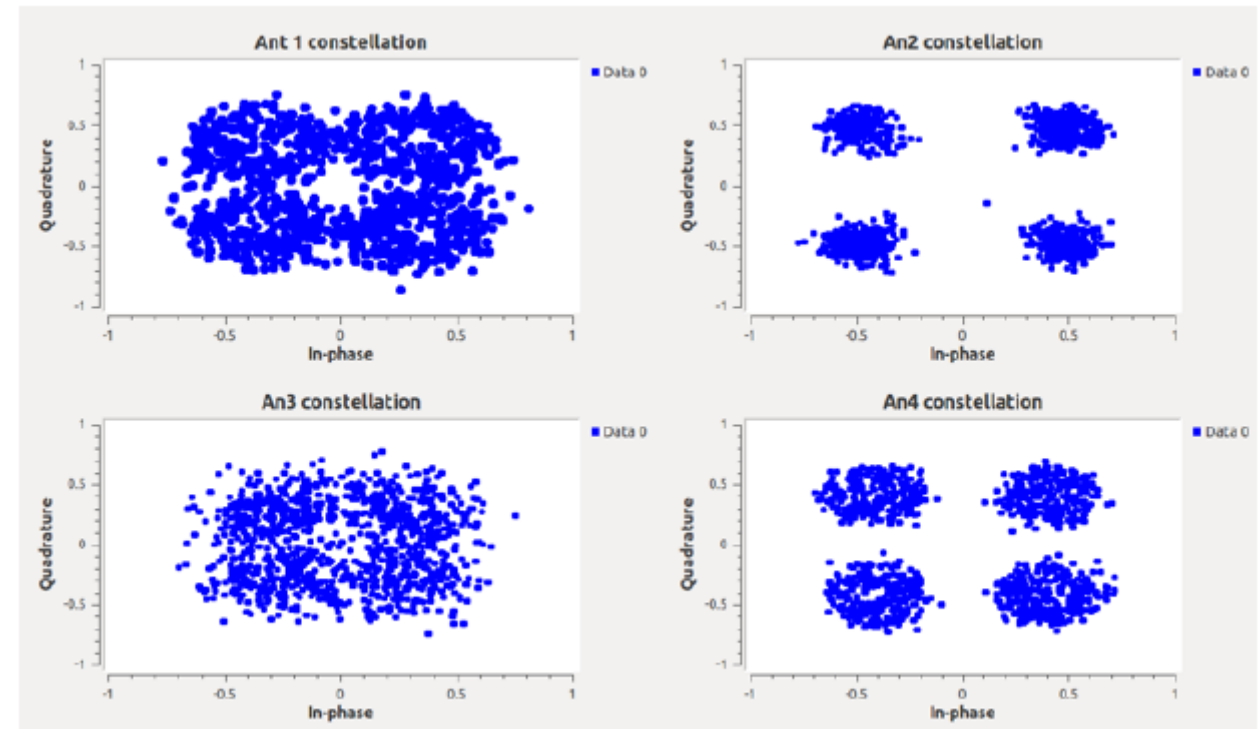 Ant 1 constellation
Data 0
Quadrature
1
0.5
0
-0.5
-1
-1
-0.5
0
0.5
1
In-phase
An2 constellation
Data 0
Quadrature
1
0.5
0
-0.5
-1
-1
-0.5
0
0.5
1
In-phase
An3 constellation
Data 0
Quadrature
1
0.5
0
-0.5
-1
-1
-0.5
0
0.5
1
In-phase
An4 constellation
Data 0
Quadrature
1
0.5
0
-0.5
-1
-1
-0.5
0
0.5
1
In-phase